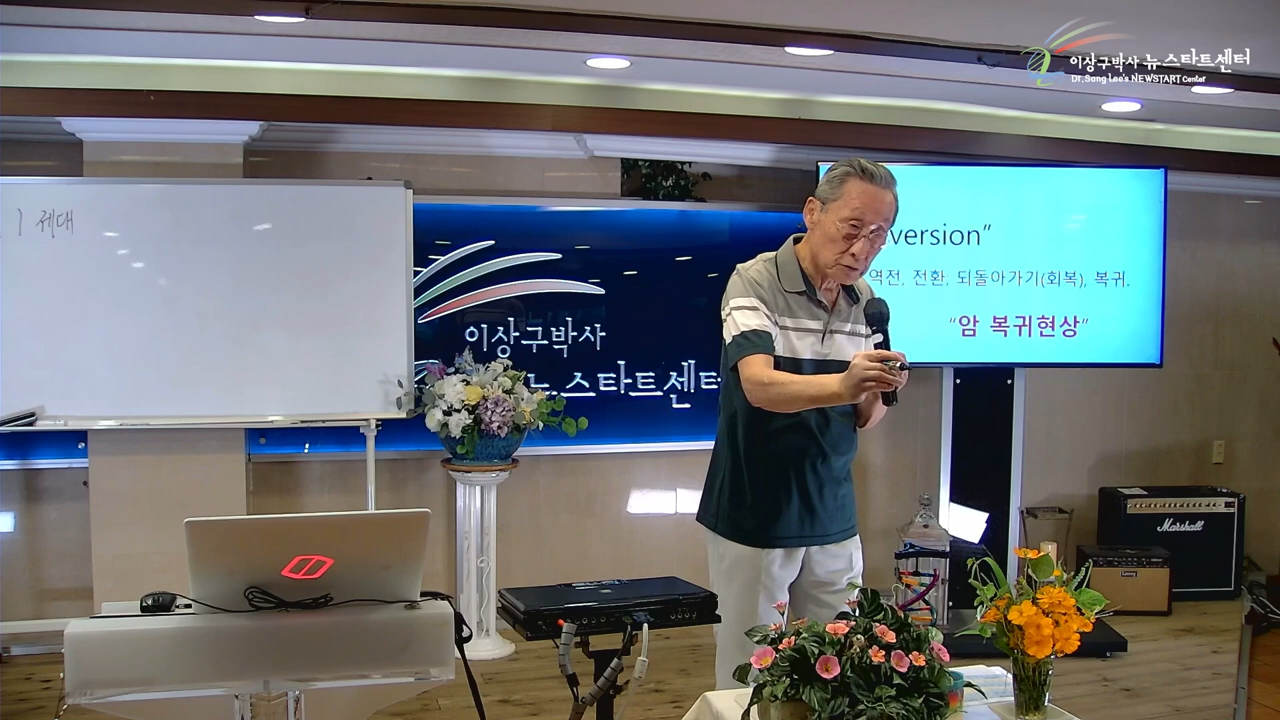 이상구박사 뉴스타트센터
Dr. Sang Lee's NEWSTART Center
1 세대
version”
역전, 전환, 되돌아가기(회복), 복귀.
“암 복귀현상”
이상구박사
뉴스타트센터
Marshall